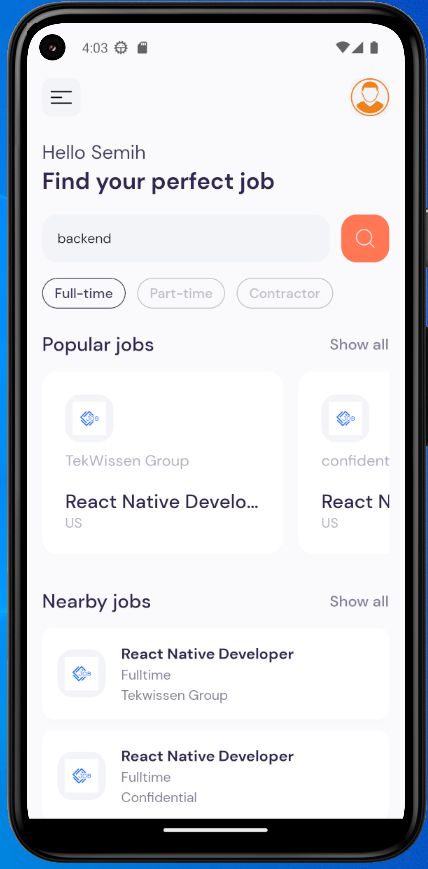 4:03
Hello Semih
Find your perfect job
backend
Full-time Part-time Contractor
Popular jobs Show all
TekWissen Group confident
React Native Develo... React N
US US
Nearby jobs Show all
React Native Developer
Fulltime
Tekwissen Group
React Native Developer
Fulltime
Confidential